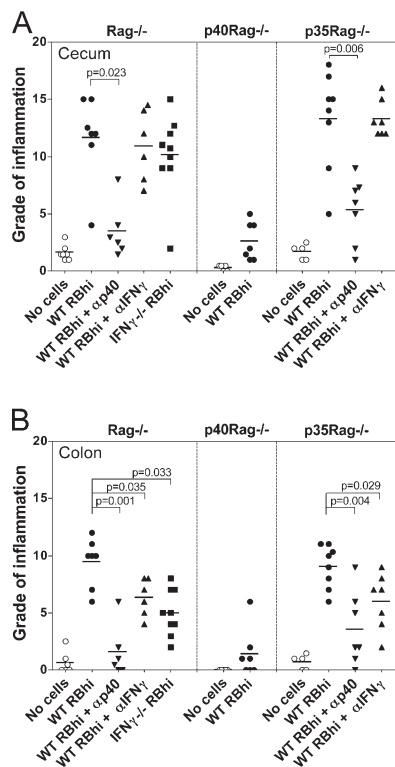 A
Rag-/- p40Rag-/- p35Rag-/-
Cecum
p=0.023
p=0.006
Grade of inflammation
20
15
10
5
0
No cells
WT RBhi
WT RBhi + αp40
WT RBhi + αIFNγ
IFNγ-/- RBhi
No cells
WT RBhi
No cells
WT RBhi
WT RBhi + αp40
WT RBhi + αIFNγ
B
Rag-/- p40Rag-/- p35Rag-/-
Colon
p=0.033
p=0.035
p=0.001
p=0.029
p=0.004
Grade of inflammation
20
15
10
5
0
No cells
WT RBhi
WT RBhi + αp40
WT RBhi + αIFNγ
IFNγ-/- RBhi
No cells
WT RBhi
No cells
WT RBhi
WT RBhi + αp40
WT RBhi + αIFNγ